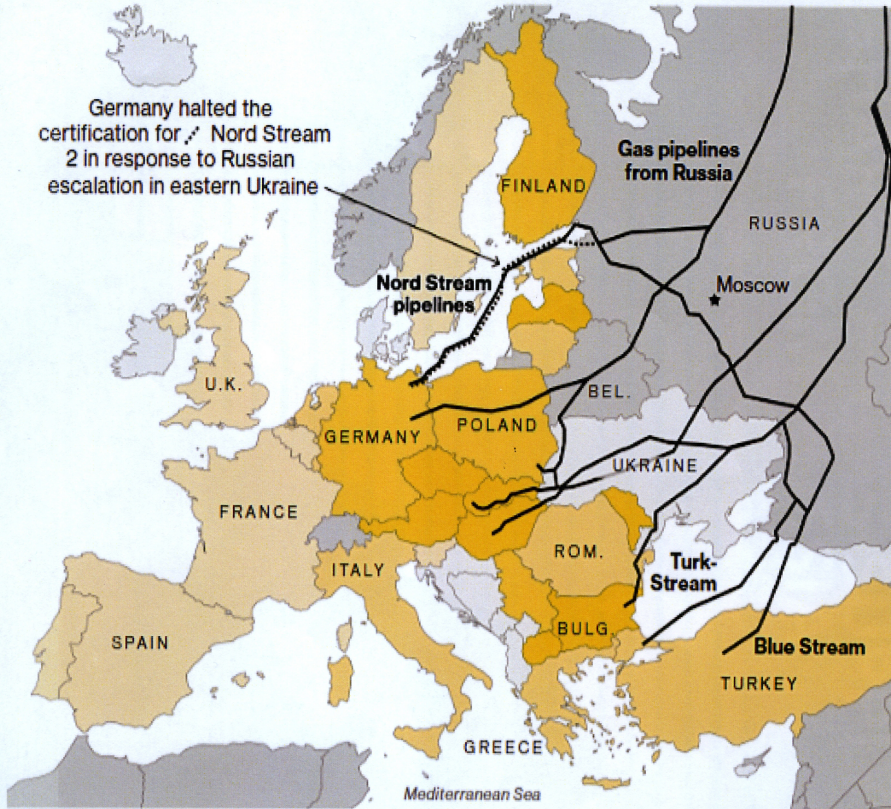 Germany halted the
certification for Nord Stream
2 in response to Russian
escalation in eastern Ukraine
FINLAND
Gas pipelines
from Russia
RUSSIA
Nord Stream
pipelines
Moscow
U.K.
BEL.
GERMANY
POLAND
UKRAINE
FRANCE
ROM.
ITALY
Turk-
Stream
SPAIN
BULG.
Blue Stream
TURKEY
GREECE
Mediterranean Sea